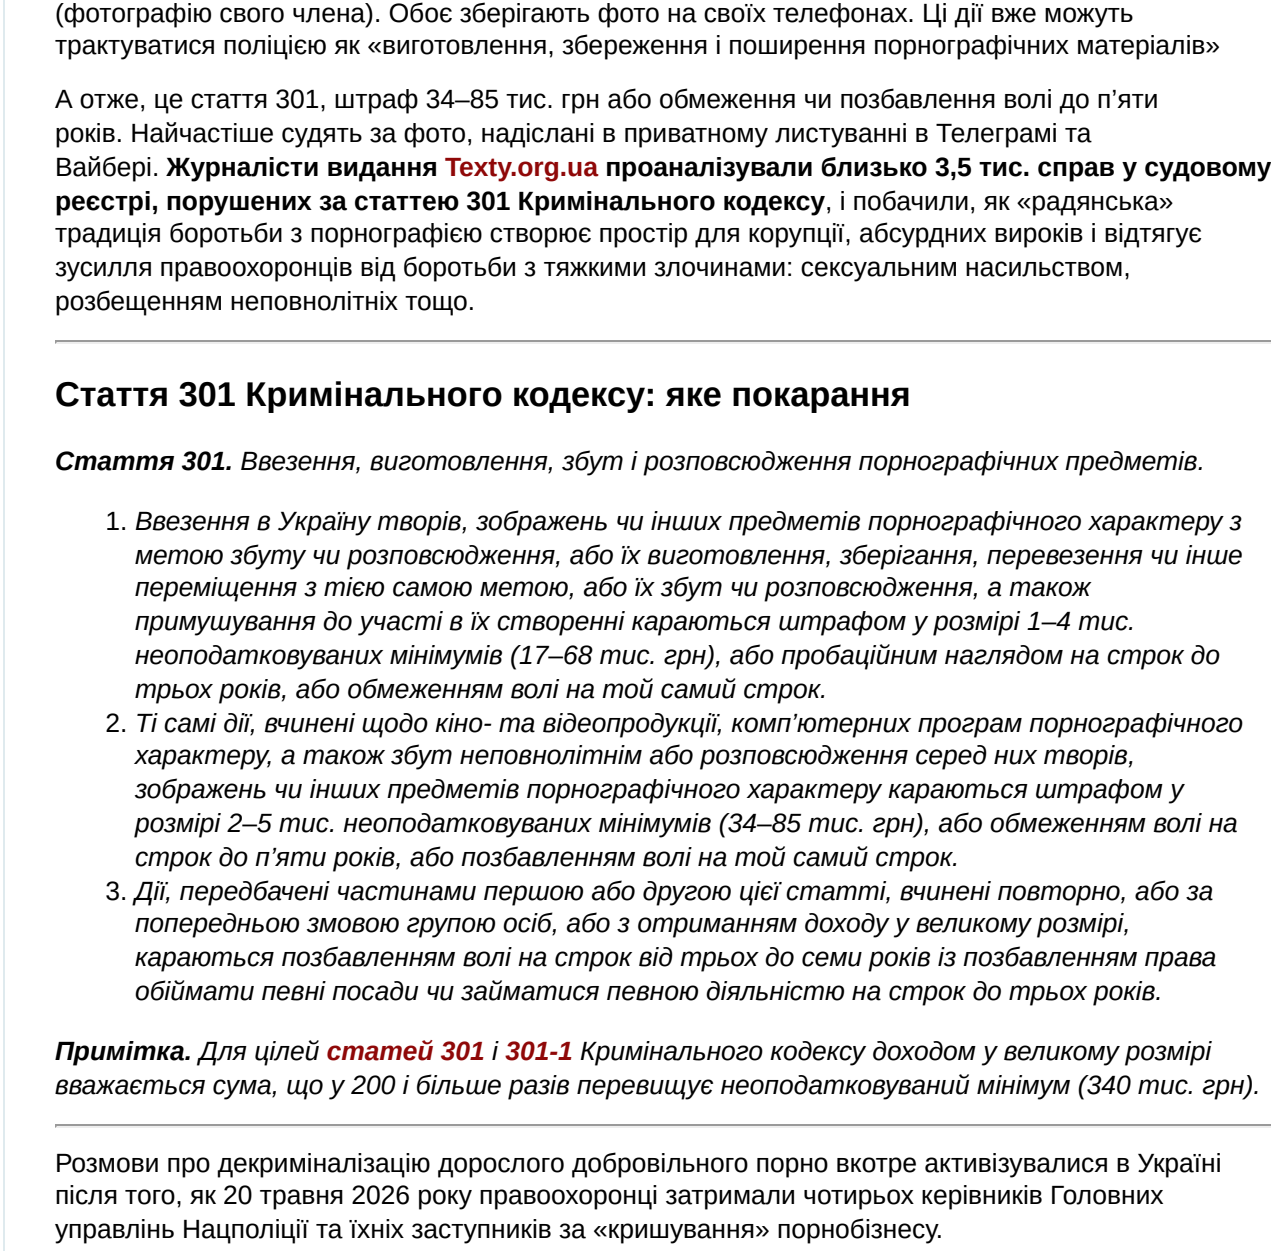 (фотографію свого члена). Обоє зберігають фото на своїх телефонах. Ці дії вже можуть
трактуватися поліцією як «виготовлення, збереження і поширення порнографічних матеріалів»
А отже, це стаття 301, штраф 34–85 тис. грн або обмеження чи позбавлення волі до п’яти
років. Найчастіше судять за фото, надіслані в приватному листуванні в Телеграмі та
Вайбері. Журналісти видання Texty.org.ua проаналізували близько 3,5 тис. справ у судовому
реєстрі, порушених за статтею 301 Кримінального кодексу, і побачили, як «радянська»
традиція боротьби з порнографією створює простір для корупції, абсурдних вироків і відтягує
зусилля правоохоронців від боротьби з тяжкими злочинами: сексуальним насильством,
розбещенням неповнолітніх тощо.
Стаття 301 Кримінального кодексу: яке покарання
Стаття 301. Ввезення, виготовлення, збут і розповсюдження порнографічних предметів.
1. Ввезення в Україну творів, зображень чи інших предметів порнографічного характеру з
метою збуту чи розповсюдження, або їх виготовлення, зберігання, перевезення чи інше
переміщення з тією самою метою, або їх збут чи розповсюдження, а також
примушування до участі в їх створенні караються штрафом у розмірі 1–4 тис.
неоподатковуваних мінімумів (17–68 тис. грн), або пробаційним наглядом на строк до
трьох років, або обмеженням волі на той самий строк.
2. Ті самі дії, вчинені щодо кіно- та відеопродукції, комп’ютерних програм порнографічного
характеру, а також збут неповнолітнім або розповсюдження серед них творів,
зображень чи інших предметів порнографічного характеру караються штрафом у
розмірі 2–5 тис. неоподатковуваних мінімумів (34–85 тис. грн), або обмеженням волі на
строк до п’яти років, або позбавленням волі на той самий строк.
3. Дії, передбачені частинами першою або другою цієї статті, вчинені повторно, або за
попередньою змовою групою осіб, або з отриманням доходу у великому розмірі,
караються позбавленням волі на строк від трьох до семи років із позбавленням права
обіймати певні посади чи займатися певною діяльністю на строк до трьох років.
Примітка. Для цілей статей 301 і 301-1 Кримінального кодексу доходом у великому розмірі
вважається сума, що у 200 і більше разів перевищує неоподатковуваний мінімум (340 тис. грн).
Розмови про декриміналізацію дорослого добровільного порно вкотре активізувалися в Україні
після того, як 20 травня 2026 року правоохоронці затримали чотирьох керівників Головних
управлінь Нацполіції та їхніх заступників за «кришування» порнобізнесу.